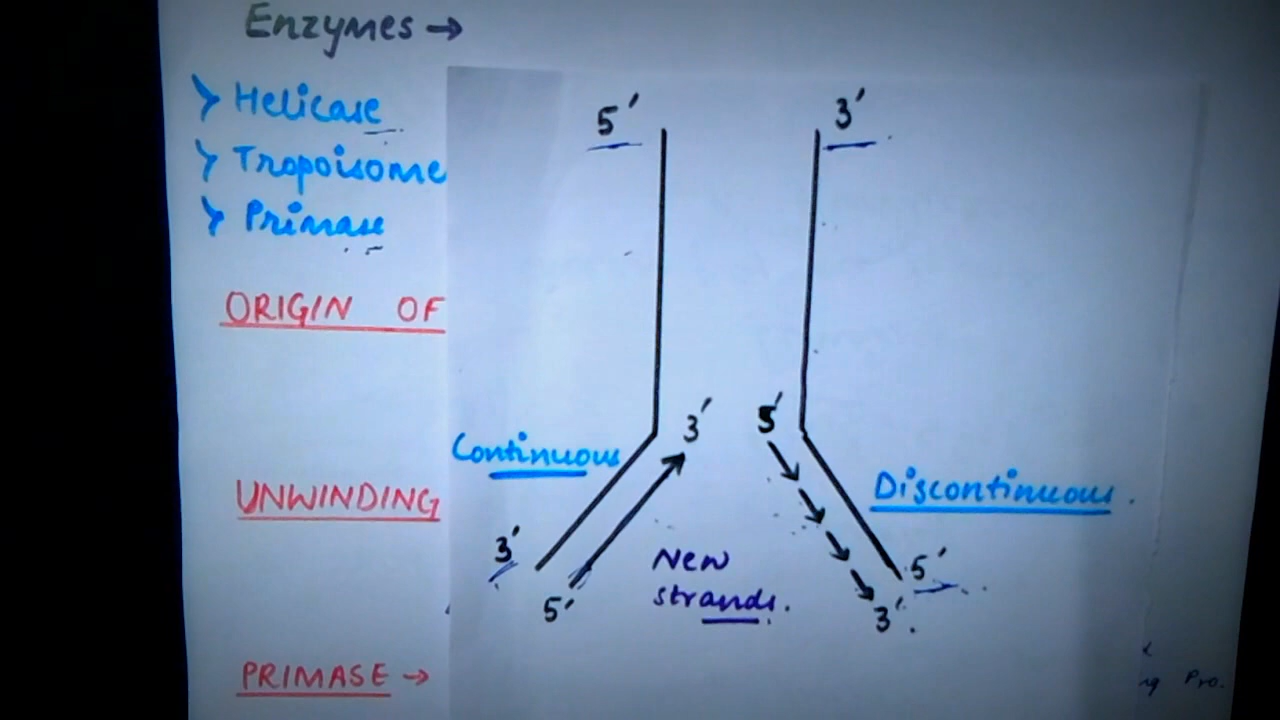 Enzymes →
Helicase
Tropoisome
Primase
ORIGIN OF
UNWINDING
PRIMASE →
5′ 3′
3′ 5′
Continuous
Discontinuous.
3′ 5′
5′ 3′.
New
strands.
Pro.